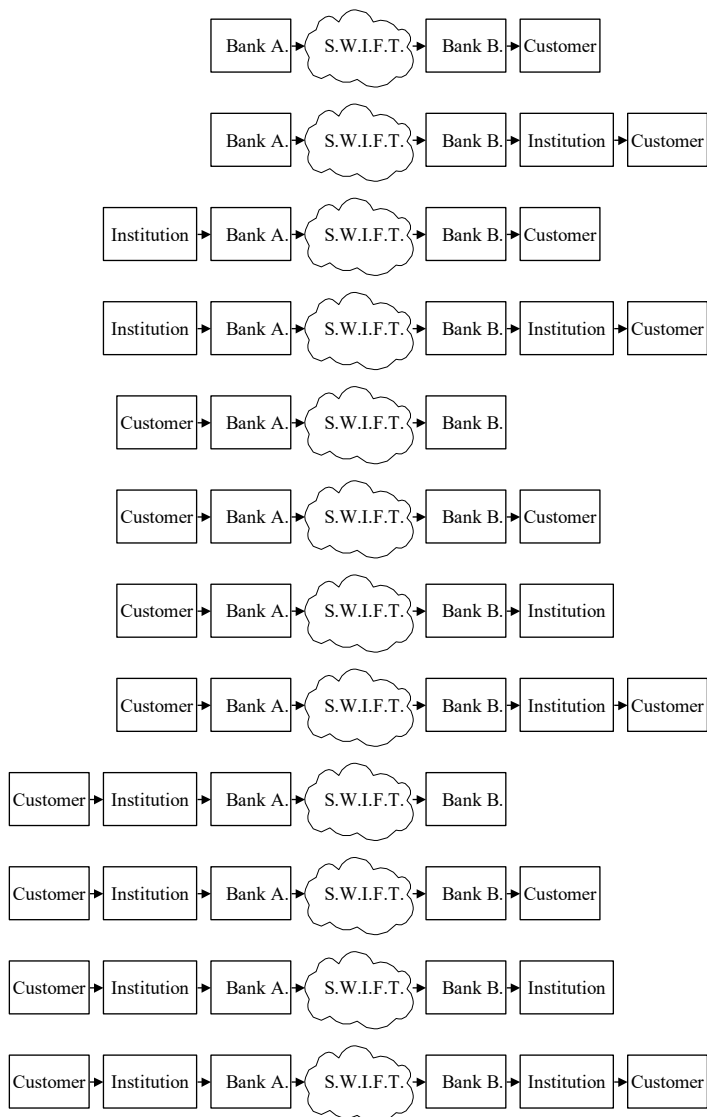 Bank A. S.W.I.F.T. Bank B. Customer
Bank A. S.W.I.F.T. Bank B. Institution Customer
Institution Bank A. S.W.I.F.T. Bank B. Customer
Institution Bank A. S.W.I.F.T. Bank B. Institution Customer
Customer Bank A. S.W.I.F.T. Bank B.
Customer Bank A. S.W.I.F.T. Bank B. Customer
Customer Bank A. S.W.I.F.T. Bank B. Institution
Customer Bank A. S.W.I.F.T. Bank B. Institution Customer
Customer Institution Bank A. S.W.I.F.T. Bank B.
Customer Institution Bank A. S.W.I.F.T. Bank B. Customer
Customer Institution Bank A. S.W.I.F.T. Bank B. Institution
Customer Institution Bank A. S.W.I.F.T. Bank B. Institution Customer